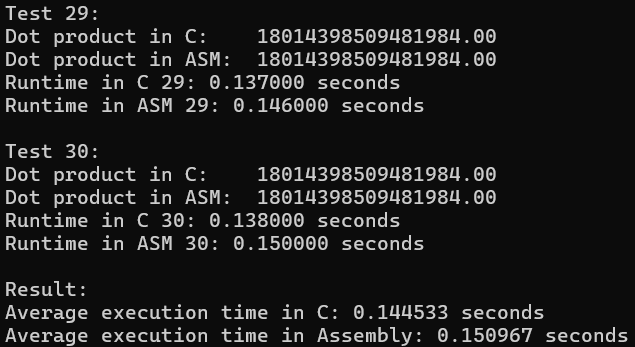 Test 29:
Dot product in C:    18014398509481984.00
Dot product in ASM:  18014398509481984.00
Runtime in C 29: 0.137000 seconds
Runtime in ASM 29: 0.146000 seconds
Test 30:
Dot product in C:    18014398509481984.00
Dot product in ASM:  18014398509481984.00
Runtime in C 30: 0.138000 seconds
Runtime in ASM 30: 0.150000 seconds
Result:
Average execution time in C: 0.144533 seconds
Average execution time in Assembly: 0.150967 seconds